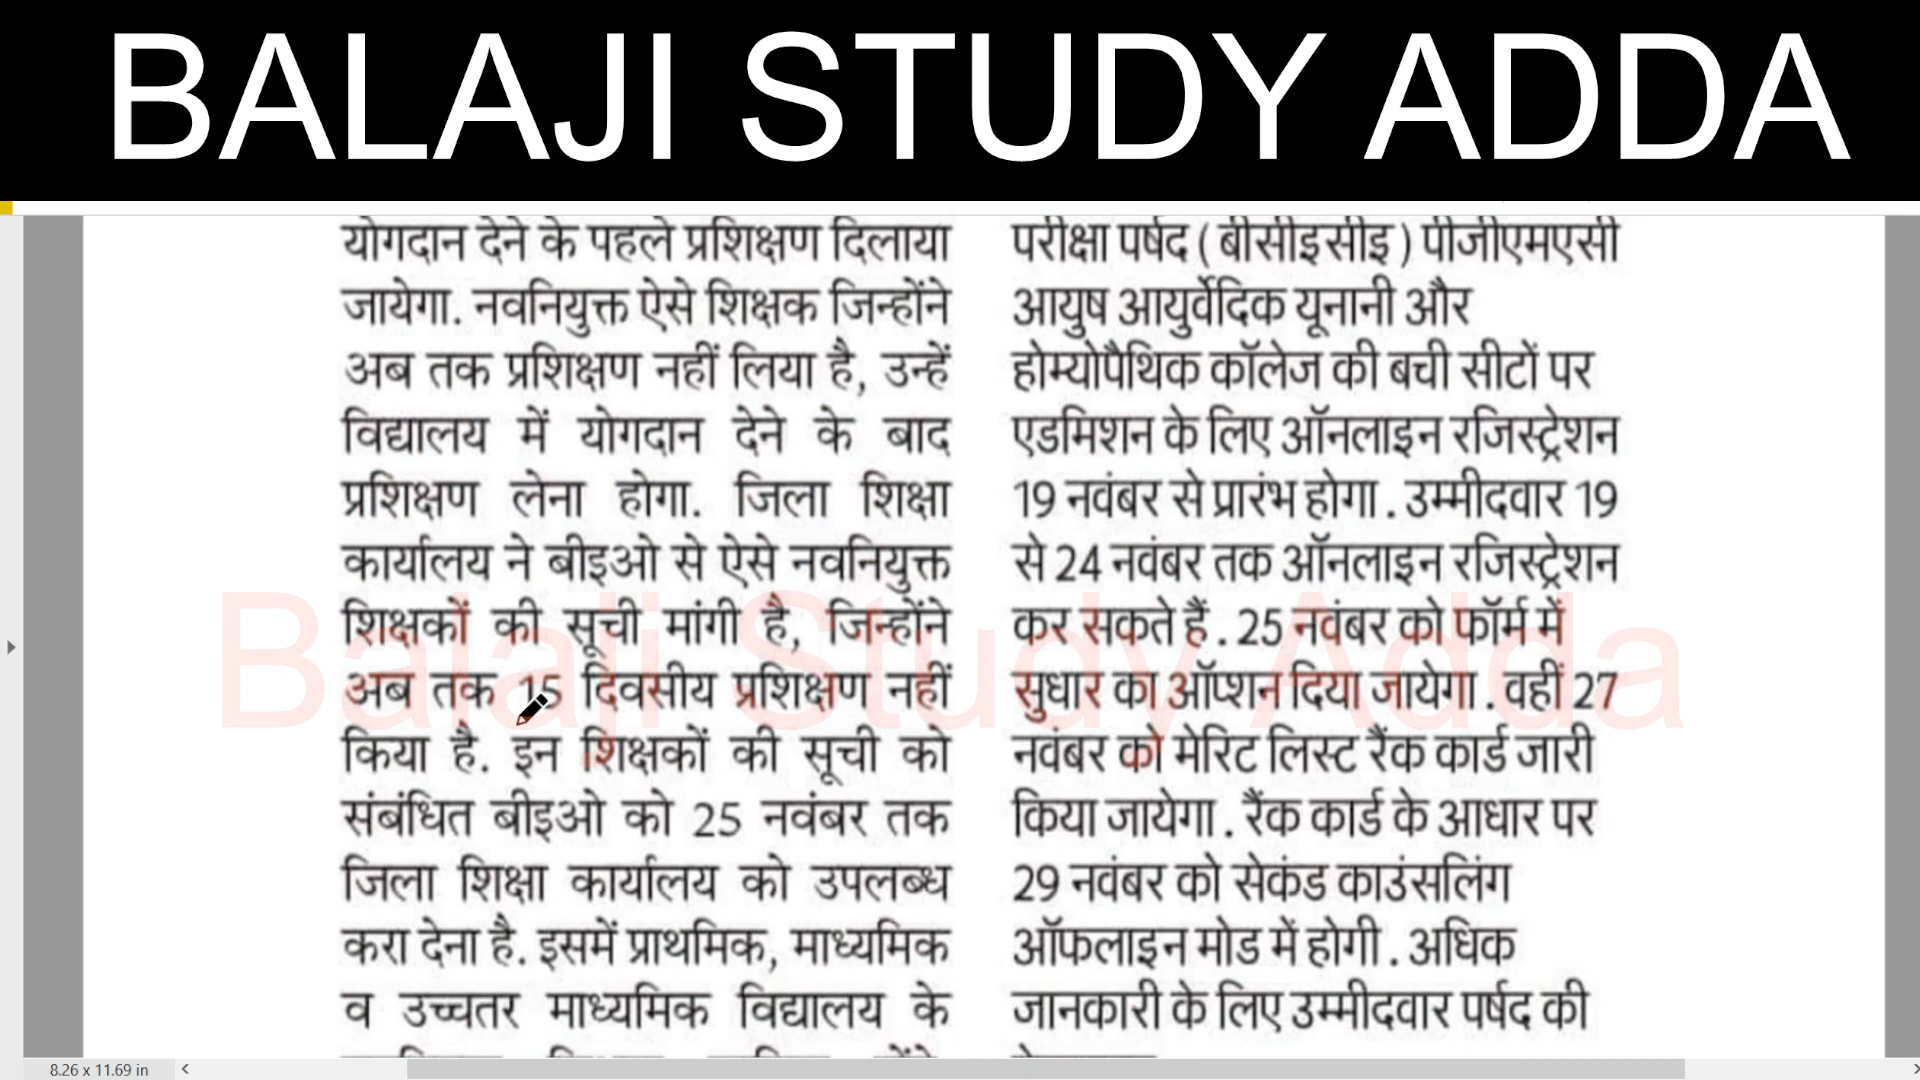 BALAJI STUDY ADDA
योगदान देने के पहले प्रशिक्षण दिलाया
जायेगा. नवनियुक्त ऐसे शिक्षक जिन्होंने
अब तक प्रशिक्षण नहीं लिया है, उन्हें
विद्यालय में योगदान देने के बाद
प्रशिक्षण लेना होगा. जिला शिक्षा
कार्यालय ने बीइओ से ऐसे नवनियुक्त
शिक्षकों की सूची मांगी है, जिन्होंने
अब तक 15 दिवसीय प्रशिक्षण नहीं
किया है. इन शिक्षकों की सूची को
संबंधित बीइओ को 25 नवंबर तक
जिला शिक्षा कार्यालय को उपलब्ध
करा देना है. इसमें प्राथमिक, माध्यमिक
व उच्चतर माध्यमिक विद्यालय के
परीक्षा पर्षद ( बीसीइसीइ ) पीजीएमएसी
आयुष आयुर्वेदिक यूनानी और
होम्योपैथिक कॉलेज की बची सीटों पर
एडमिशन के लिए ऑनलाइन रजिस्ट्रेशन
19 नवंबर से प्रारंभ होगा . उम्मीदवार 19
से 24 नवंबर तक ऑनलाइन रजिस्ट्रेशन
कर सकते हैं . 25 नवंबर को फॉर्म में
सुधार का ऑप्शन दिया जायेगा . वहीं 27
नवंबर को मेरिट लिस्ट रैंक कार्ड जारी
किया जायेगा . रैंक कार्ड के आधार पर
29 नवंबर को सेकंड काउंसलिंग
ऑफलाइन मोड में होगी . अधिक
जानकारी के लिए उम्मीदवार पर्षद की
Balaji Study Adda
8.26 x 11.69 in